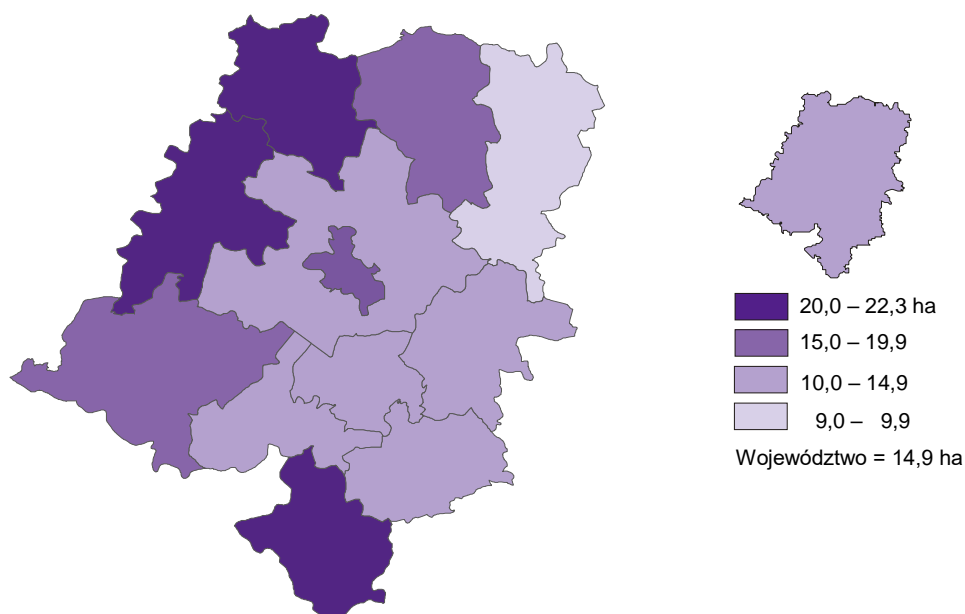 20,0 – 22,3 ha
15,0 – 19,9
10,0 – 14,9
9,0 – 9,9
Województwo = 14,9 ha